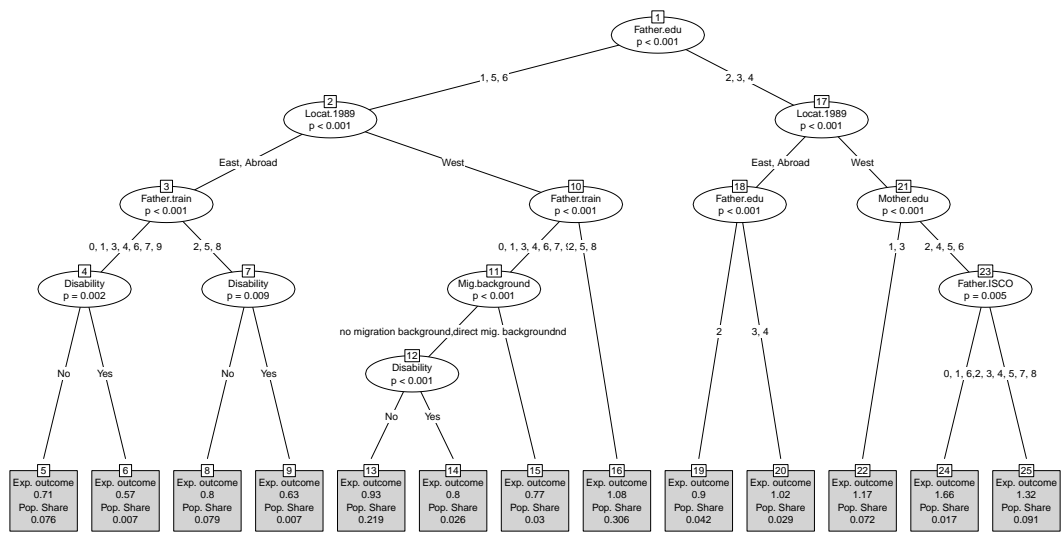 1
Father.edu
p < 0.001
1, 5, 6
2, 3, 4
2
Locat.1989
p < 0.001
17
Locat.1989
p < 0.001
East, Abroad
West
East, Abroad
West
3
Father.train
p < 0.001
10
Father.train
p < 0.001
18
Father.edu
p < 0.001
21
Mother.edu
p < 0.001
0, 1, 3, 4, 6, 7, 9
2, 5, 8
0, 1, 3, 4, 6, 7, 9
2, 5, 8
1, 3
2, 4, 5, 6
4
Disability
p = 0.002
7
Disability
p = 0.009
11
Mig.background
p < 0.001
23
Father.ISCO
p = 0.005
no migration background,direct mig. background
nd
2
3, 4
12
Disability
p < 0.001
No
Yes
No
Yes
0, 1, 6,
2, 3, 4, 5, 7, 8
No
Yes
5
Exp. outcome
0.71
Pop. Share
0.076
6
Exp. outcome
0.57
Pop. Share
0.007
8
Exp. outcome
0.8
Pop. Share
0.079
9
Exp. outcome
0.63
Pop. Share
0.007
13
Exp. outcome
0.93
Pop. Share
0.219
14
Exp. outcome
0.8
Pop. Share
0.026
15
Exp. outcome
0.77
Pop. Share
0.03
16
Exp. outcome
1.08
Pop. Share
0.306
19
Exp. outcome
0.9
Pop. Share
0.042
20
Exp. outcome
1.02
Pop. Share
0.029
22
Exp. outcome
1.17
Pop. Share
0.072
24
Exp. outcome
1.66
Pop. Share
0.017
25
Exp. outcome
1.32
Pop. Share
0.091